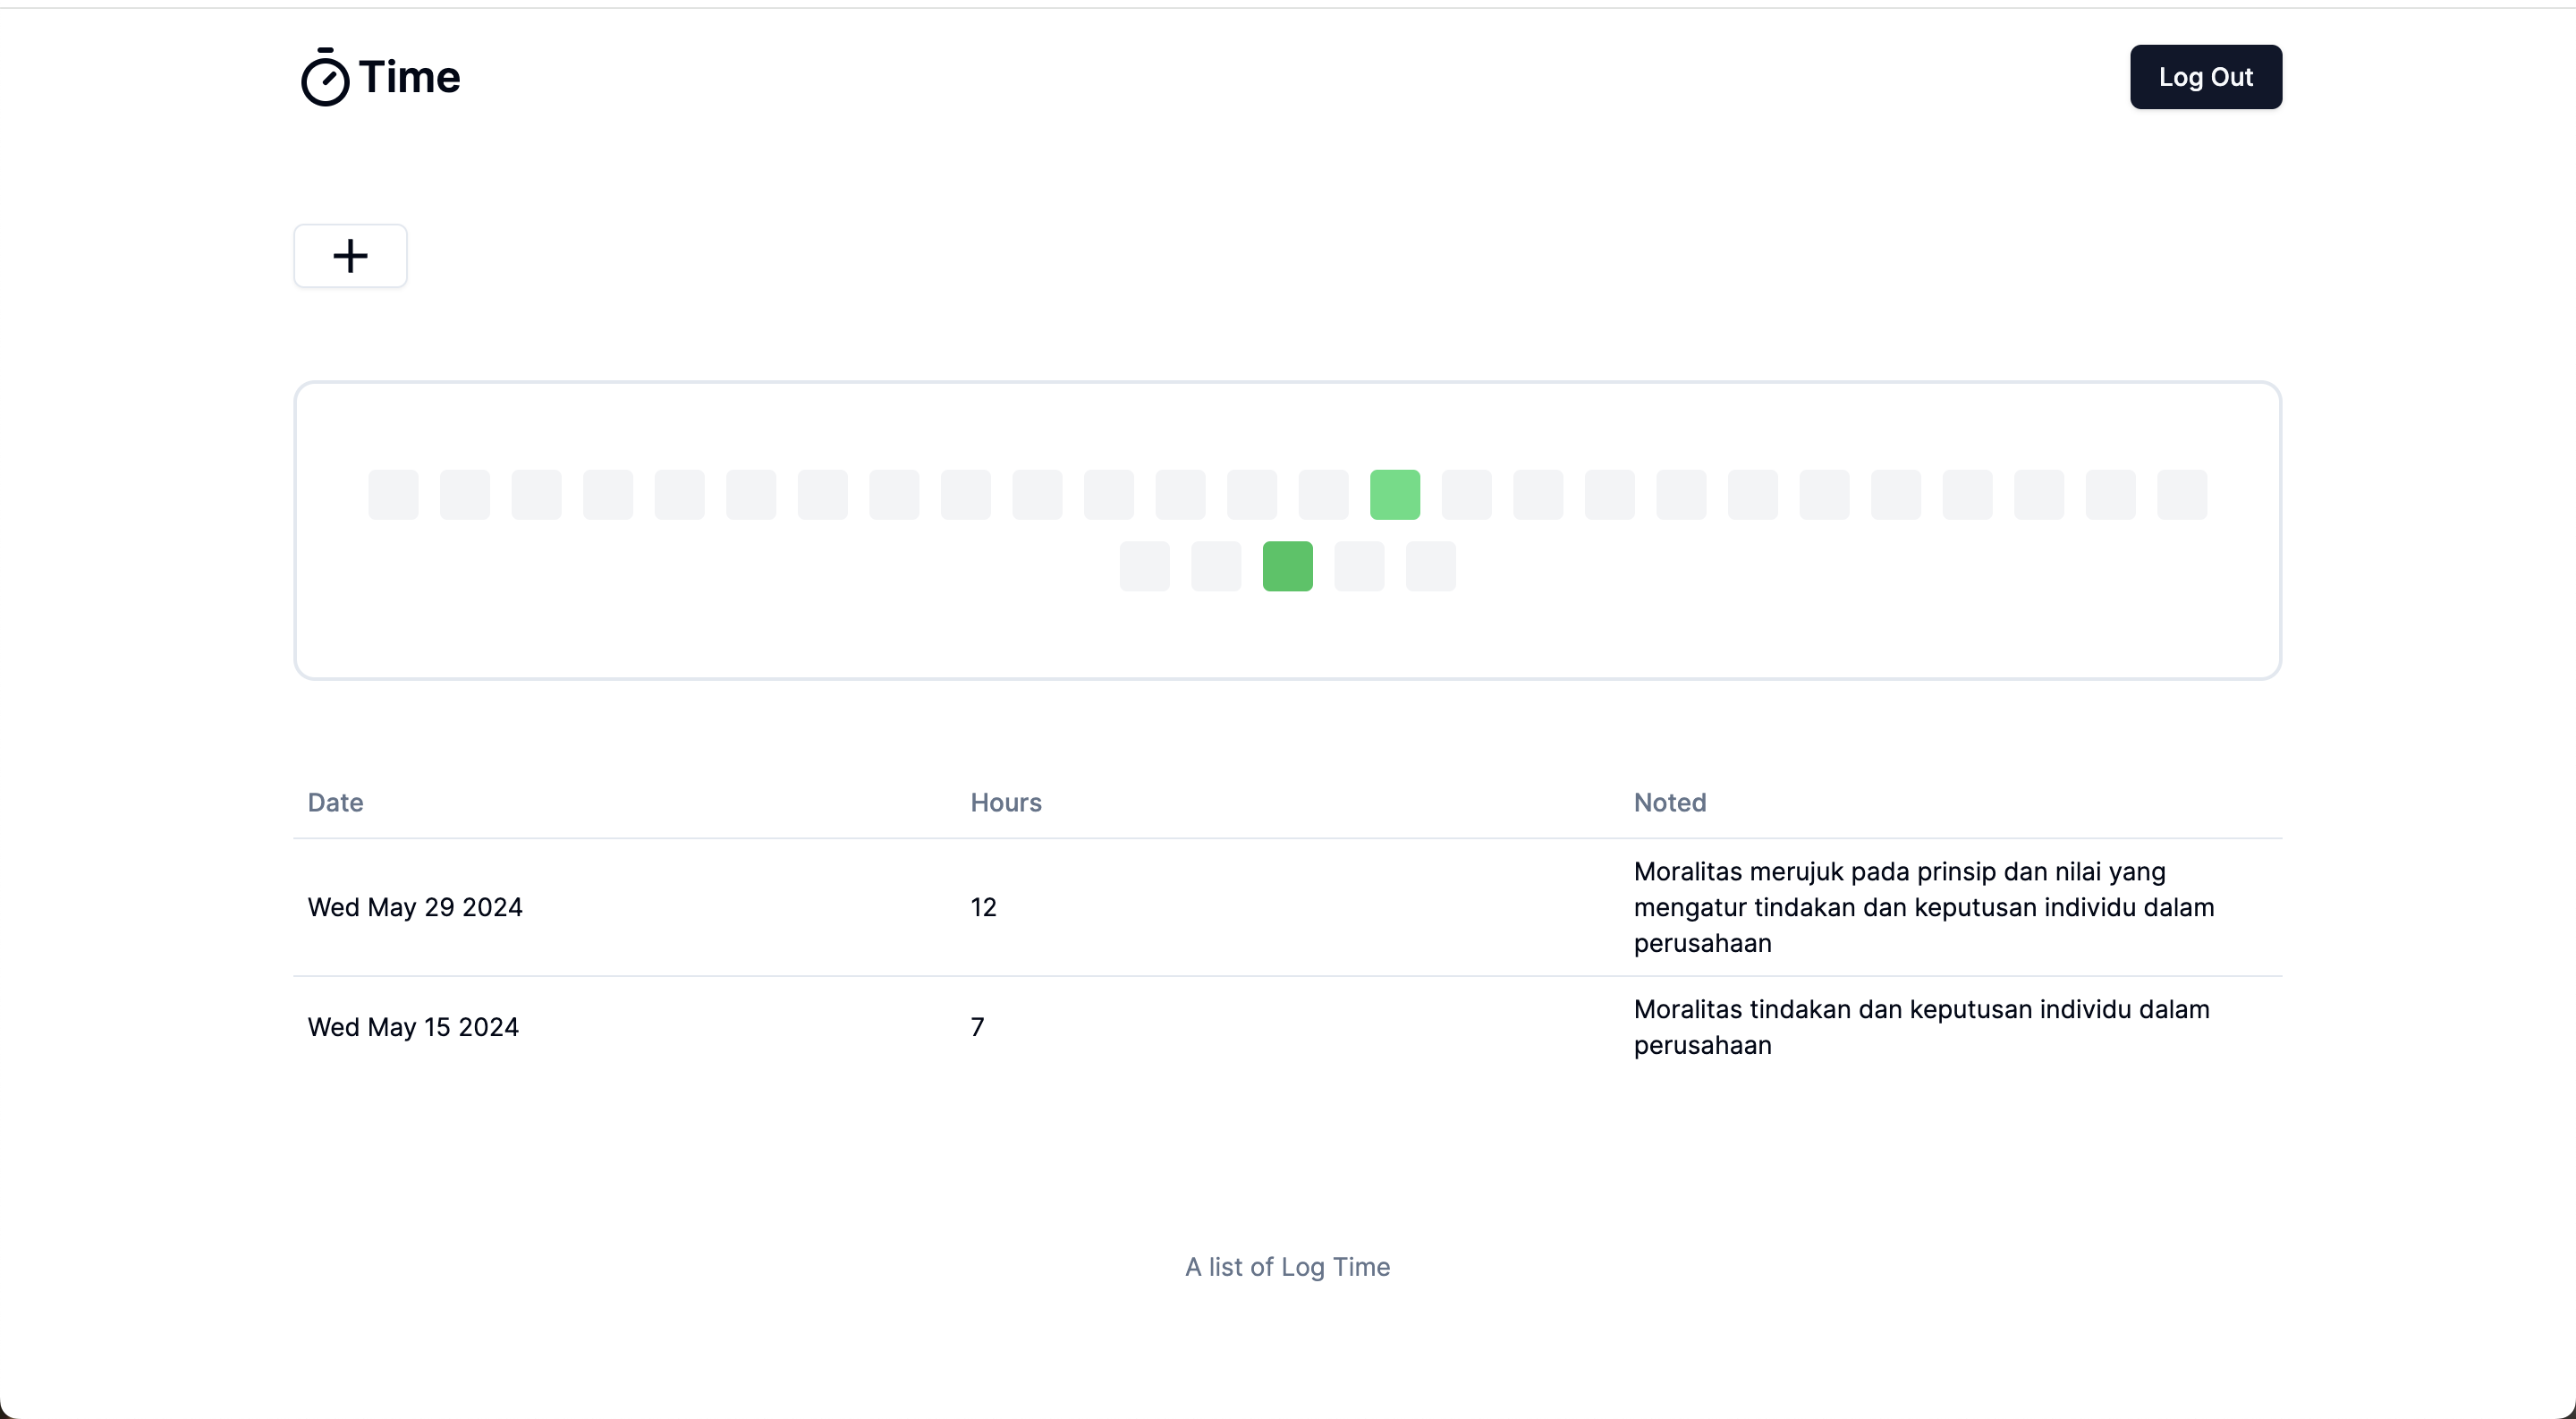 Time
Log Out
Date Hours Noted
Wed May 29 2024 12 Moralitas merujuk pada prinsip dan nilai yang
mengatur tindakan dan keputusan individu dalam
perusahaan
Wed May 15 2024 7 Moralitas tindakan dan keputusan individu dalam
perusahaan
A list of Log Time